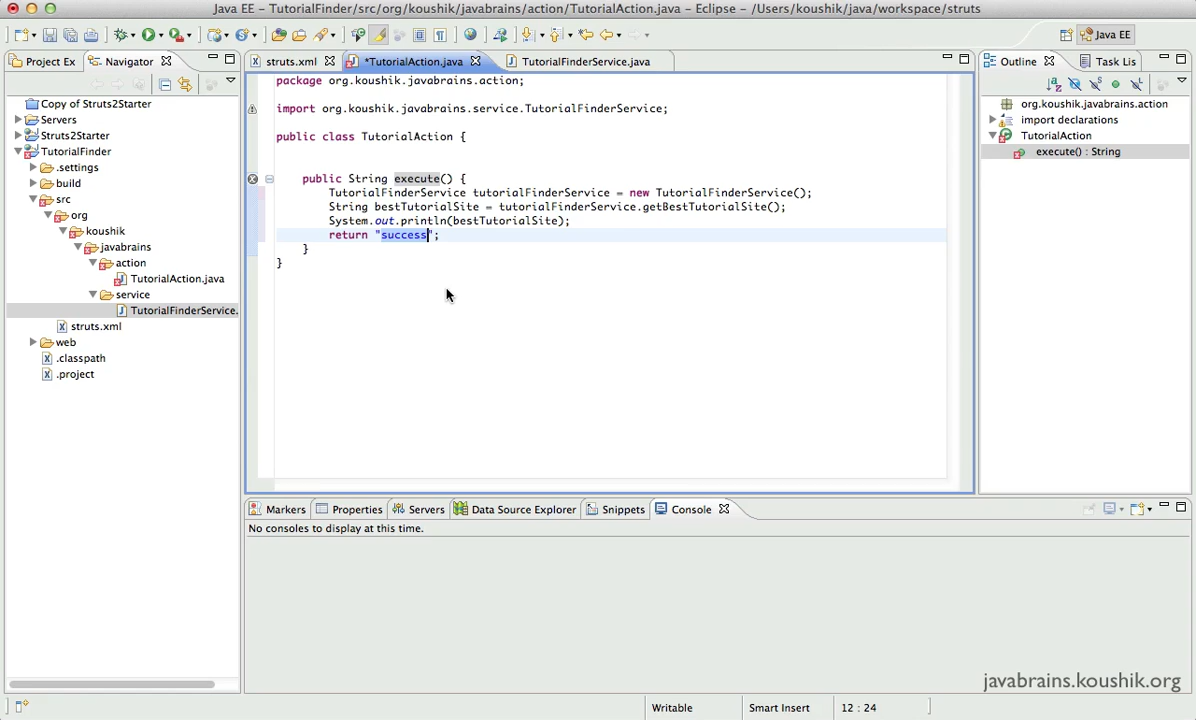 Java EE - TutorialFinder/src/org/koushik/javabrains/action/TutorialAction.java - Eclipse - /Users/koushik/java/workspace/struts
Java EE
Project Ex
Navigator
Copy of Struts2Starter
Servers
Struts2Starter
TutorialFinder
.settings
build
src
org
koushik
javabrains
action
TutorialAction.java
service
TutorialFinderService.
struts.xml
web
.classpath
.project
struts.xml
*TutorialAction.java
TutorialFinderService.java
package org.koushik.javabrains.action;
import org.koushik.javabrains.service.TutorialFinderService;
public class TutorialAction {
public String execute() {
TutorialFinderService tutorialFinderService = new TutorialFinderService();
String bestTutorialSite = tutorialFinderService.getBestTutorialSite();
System.out.println(bestTutorialSite);
return "success";
}
}
Outline
Task Lis
org.koushik.javabrains.action
import declarations
TutorialAction
execute() : String
Markers
Properties
Servers
Data Source Explorer
Snippets
Console
No consoles to display at this time.
javabrains.koushik.org
Writable
Smart Insert
12 : 24